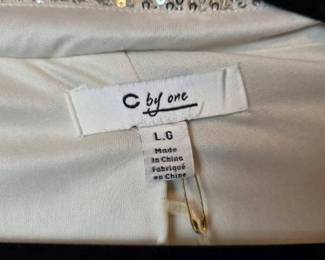 C by one
L.G
Made
in China
Fabriqué
en Chine